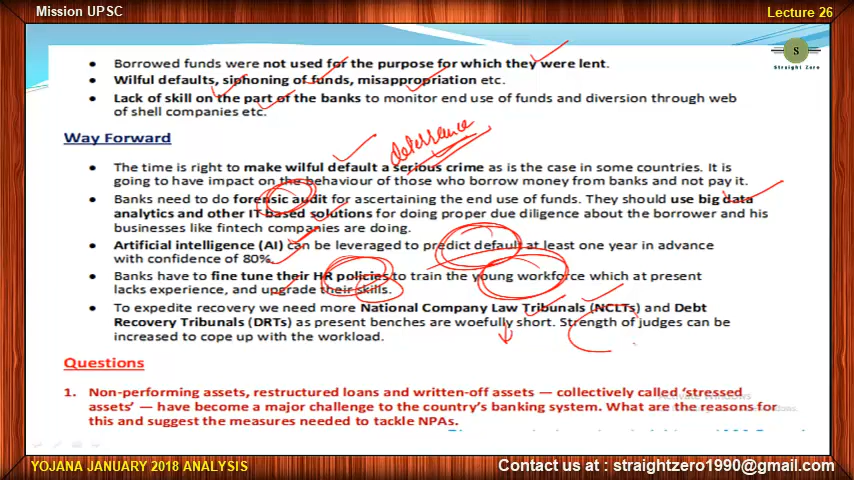 Mission UPSC
Lecture 26
S
Straight Zero
• Borrowed funds were not used for the purpose for which they were lent.
• Wilful defaults, siphoning of funds, misappropriation etc.
• Lack of skill on the part of the banks to monitor end use of funds and diversion through web
of shell companies etc.
Way Forward
deterrence
• The time is right to make wilful default a serious crime as is the case in some countries. It is
going to have impact on the behaviour of those who borrow money from banks and not pay it.
• Banks need to do forensic audit for ascertaining the end use of funds. They should use big data
analytics and other IT based solutions for doing proper due diligence about the borrower and his
businesses like fintech companies are doing.
• Artificial intelligence (AI) can be leveraged to predict default at least one year in advance
with confidence of 80%.
• Banks have to fine tune their HR policies to train the young workforce which at present
lacks experience, and upgrade their skills.
• To expedite recovery we need more National Company Law Tribunals (NCLTs) and Debt
Recovery Tribunals (DRTs) as present benches are woefully short. Strength of judges can be
increased to cope up with the workload.
Questions
1. Non-performing assets, restructured loans and written-off assets — collectively called ‘stressed
assets’ — have become a major challenge to the country's banking system. What are the reasons for
this and suggest the measures needed to tackle NPAs.
Activate Windows
YOJANA JANUARY 2018 ANALYSIS
Contact us at : straightzero1990@gmail.com